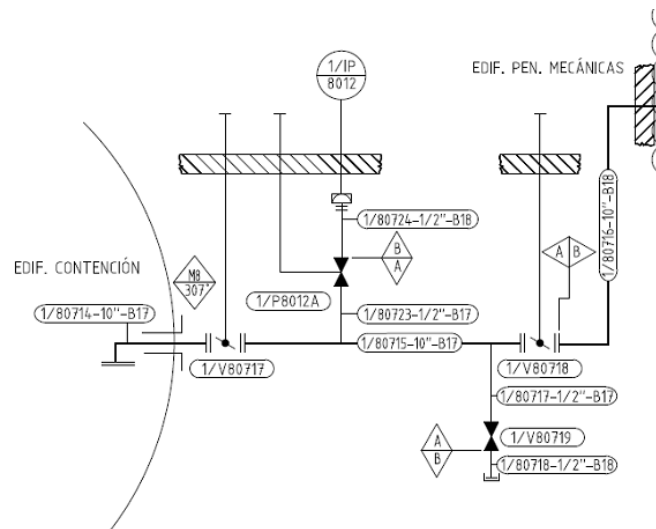 1/IP
8012
EDIF. PEN. MECÁNICAS
1/80724-1/2"-B18
1/80716-10"-B18
B
A
A B
EDIF. CONTENCIÓN
M8
307°
1/P8012A
1/80714-10"-B17
1/80723-1/2"-B17
1/80715-10"-B17
1/V80717
1/V80718
1/80717-1/2"-B17
A
B
1/V80719
1/80718-1/2"-B18